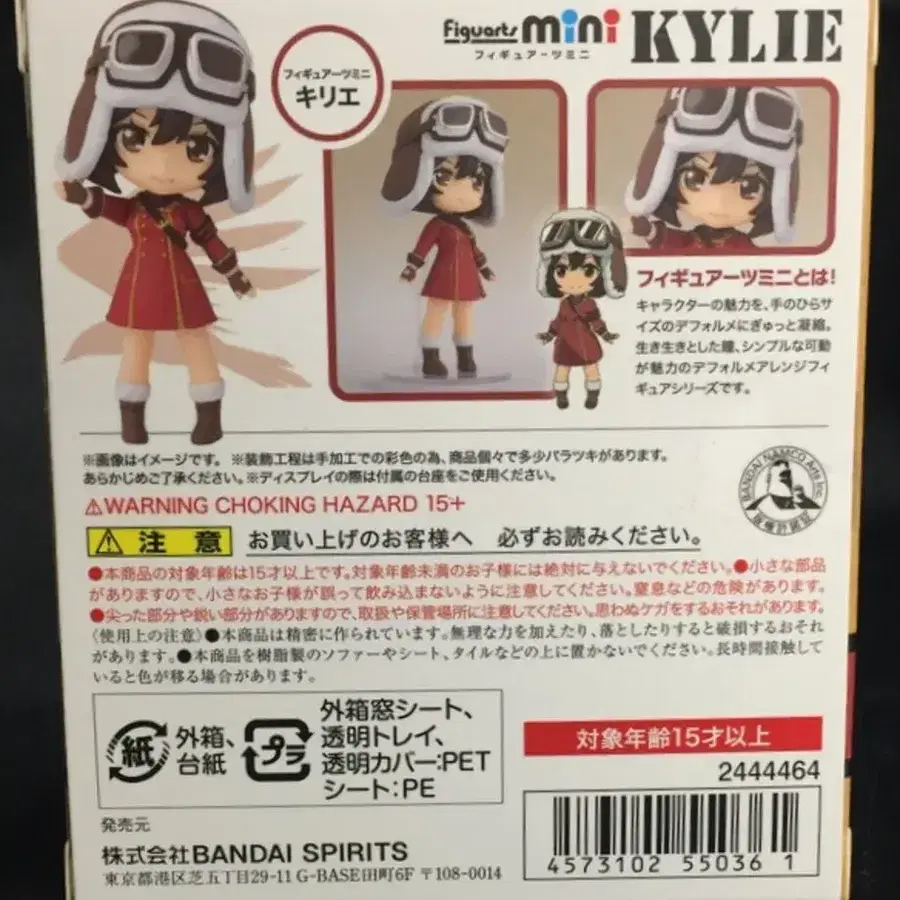 Figuarts mini KYLIE
フィギュアーツミニ
フィギュアーツミニ
キリエ
フィギュアーツミニとは!
キャラクターの魅力を、手のひらサ
イズのデフォルメにぎゅっと凝縮。
生き生きとした瞳、シンプルな可動
が魅力のデフォルメアレンジフィ
ギュアシリーズです。
※画像はイメージです。 ※装飾工程は手加工での彩色の為、商品個々で多少バラツキがあります。
あらかじめご了承ください。※ディスプレイの際は付属の台座をご使用ください。
BANDAI NAMCO Arts Inc.
⚠WARNING CHOKING HAZARD 15+
⚠注意 お買い上げのお客様へ 必ずお読みください。
●本商品の対象年齢は15才以上です。対象年齢未満のお子様には絶対に与えないでください。●小さな部品
がありますので、小さなお子様が誤って飲み込まないように注意してください。窒息などの危険があります。
●尖った部分や鋭い部分がありますので、取扱や保管場所に注意してください。思わぬケガをするおそれがあります。
〈使用上の注意〉●本商品は精密に作られています。無理な力を加えたり、落としたりすると破損するおそれ
があります。●本商品を樹脂製のソファーやシート、タイルなどの上に置かないでください。長時間接触して
いると色が移る場合があります。
紙 外箱、
台紙
プラ 外箱窓シート、
透明トレイ、
透明カバー:PET
シート:PE
対象年齢15才以上
2444464
4573102 55036 1
発売元
株式会社BANDAI SPIRITS
東京都港区芝五丁目29-11 G-BASE田町6F 〒108-0014